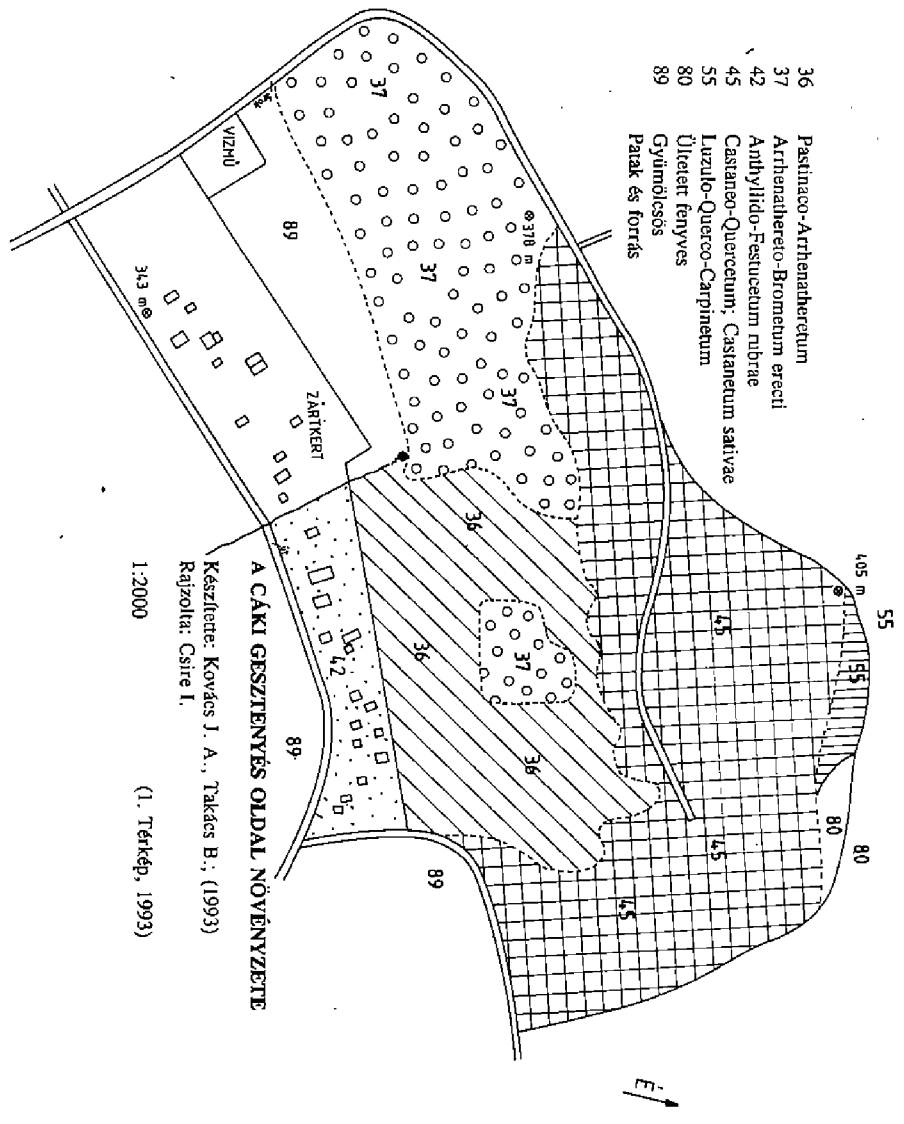 36 Pastinaco-Arrhenatheretum
37 Arrhenathereto-Brometum erecti
42 Anthyllido-Festucetum rubrae
45 Castaneo-Quercetum; Castanetum sativae
55 Luzulo-Querco-Carpinetum
80 Ültetett fenyves
89 Gyümölcsös
Patak és forrás
405 m
55
55
80
80
45
45
45
378 m
37
37
37
37
36
36
36
89
89
89
42
VIZMŰ
ZÁRTKERT
343 m
É
A CÁKI GESZTENYÉS OLDAL NÖVÉNYZETE
Készítette: Kovács J. A., Takács B.; (1993)
Rajzolta: Csire I.
1:2000
(1. Térkép, 1993)